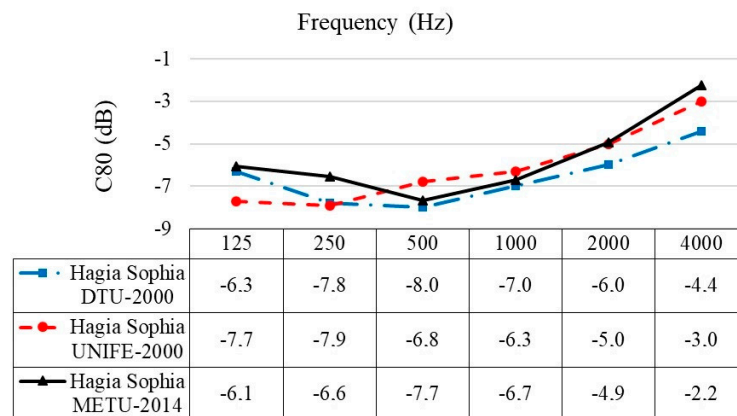 Frequency (Hz)
-1
-3
-5
-7
-9
C80 (dB)
125 250 500 1000 2000 4000
Hagia Sophia
DTU-2000
-6.3 -7.8 -8.0 -7.0 -6.0 -4.4
Hagia Sophia
UNIFE-2000
-7.7 -7.9 -6.8 -6.3 -5.0 -3.0
Hagia Sophia
METU-2014
-6.1 -6.6 -7.7 -6.7 -4.9 -2.2